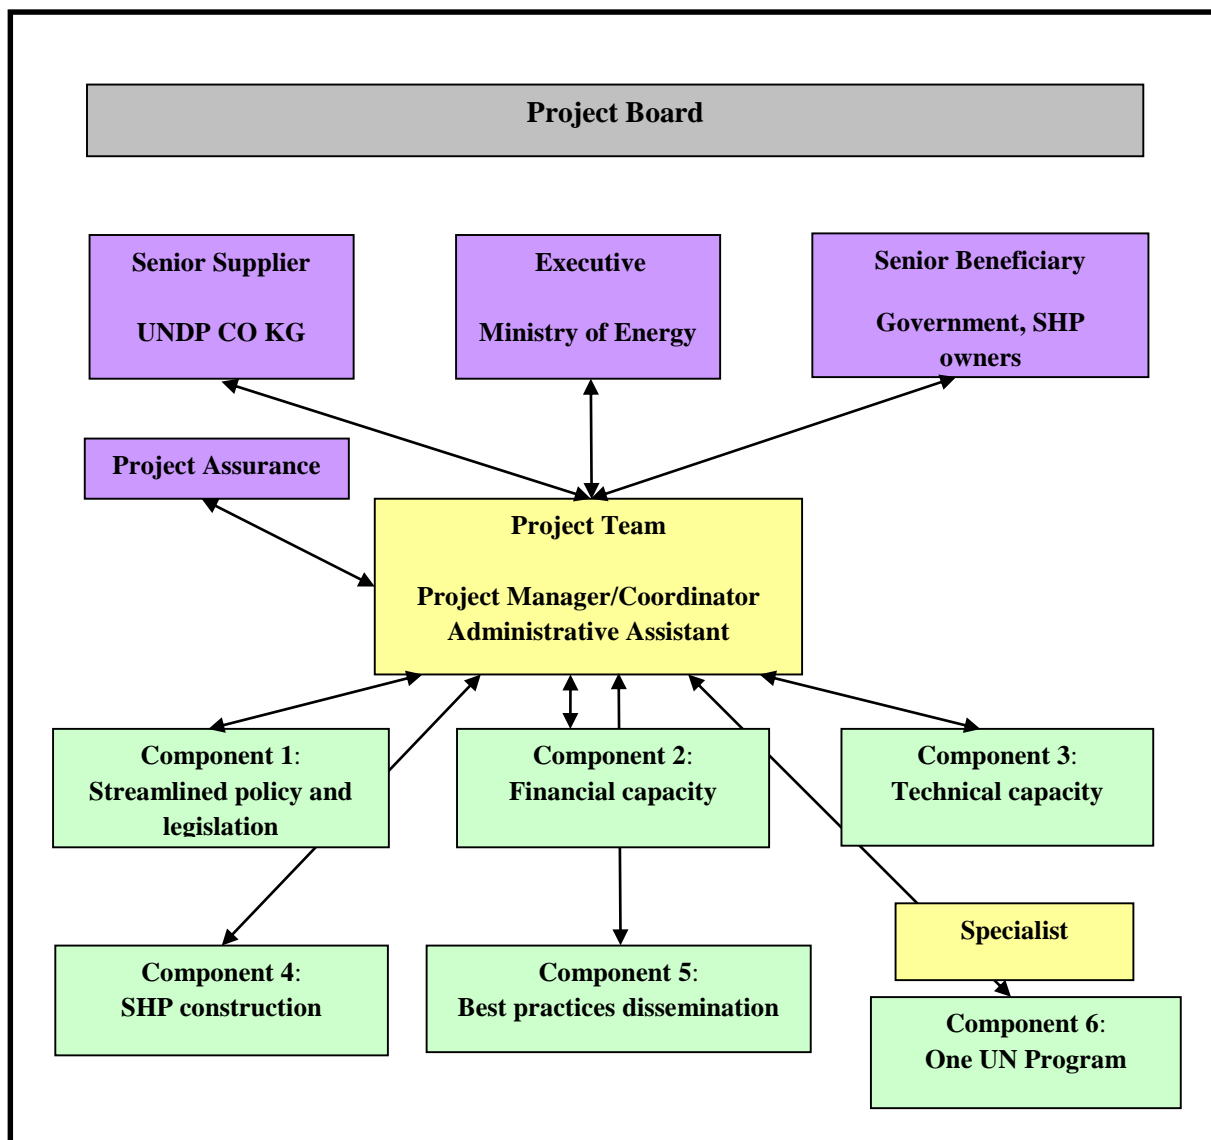 Project Board
Senior Supplier
UNDP CO KG
Executive
Ministry of Energy
Senior Beneficiary
Government, SHP
owners
Project Assurance
Project Team
Project Manager/Coordinator
Administrative Assistant
Component 1:
Streamlined policy and
legislation
Component 2:
Financial capacity
Component 3:
Technical capacity
Specialist
Component 4:
SHP construction
Component 5:
Best practices dissemination
Component 6:
One UN Program